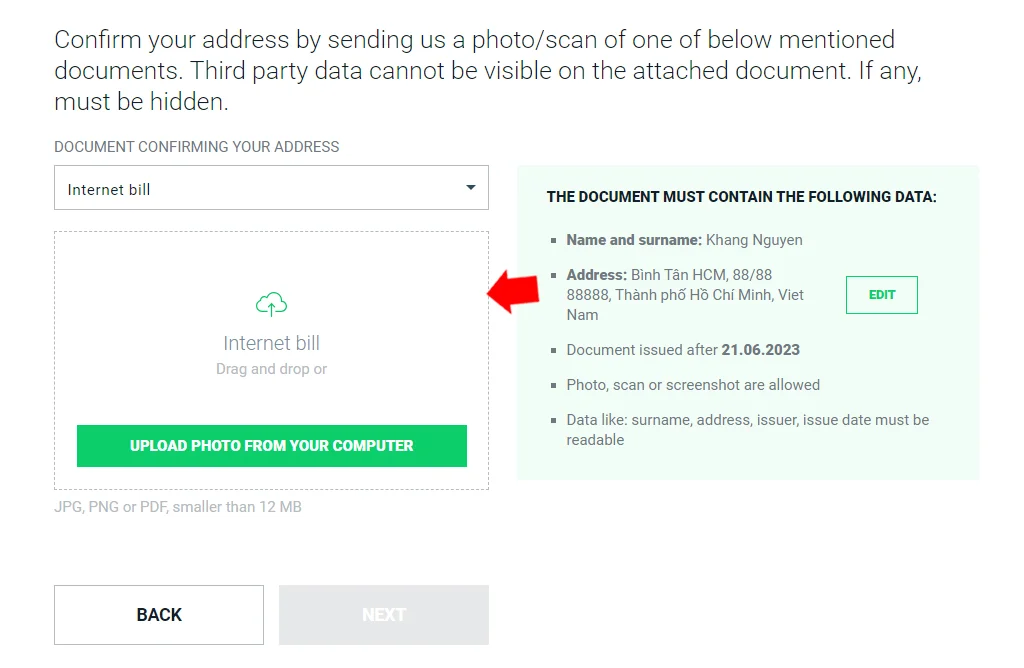 Confirm your address by sending us a photo/scan of one of below mentioned
documents. Third party data cannot be visible on the attached document. If any,
must be hidden.
DOCUMENT CONFIRMING YOUR ADDRESS
Internet bill
Internet bill
Drag and drop or
UPLOAD PHOTO FROM YOUR COMPUTER
JPG, PNG or PDF, smaller than 12 MB
THE DOCUMENT MUST CONTAIN THE FOLLOWING DATA:
Name and surname: Khang Nguyen
Address: Bình Tân HCM, 88/88
88888, Thành phố Hồ Chí Minh, Viet
Nam
EDIT
Document issued after 21.06.2023
Photo, scan or screenshot are allowed
Data like: surname, address, issuer, issue date must be
readable
BACK
NEXT